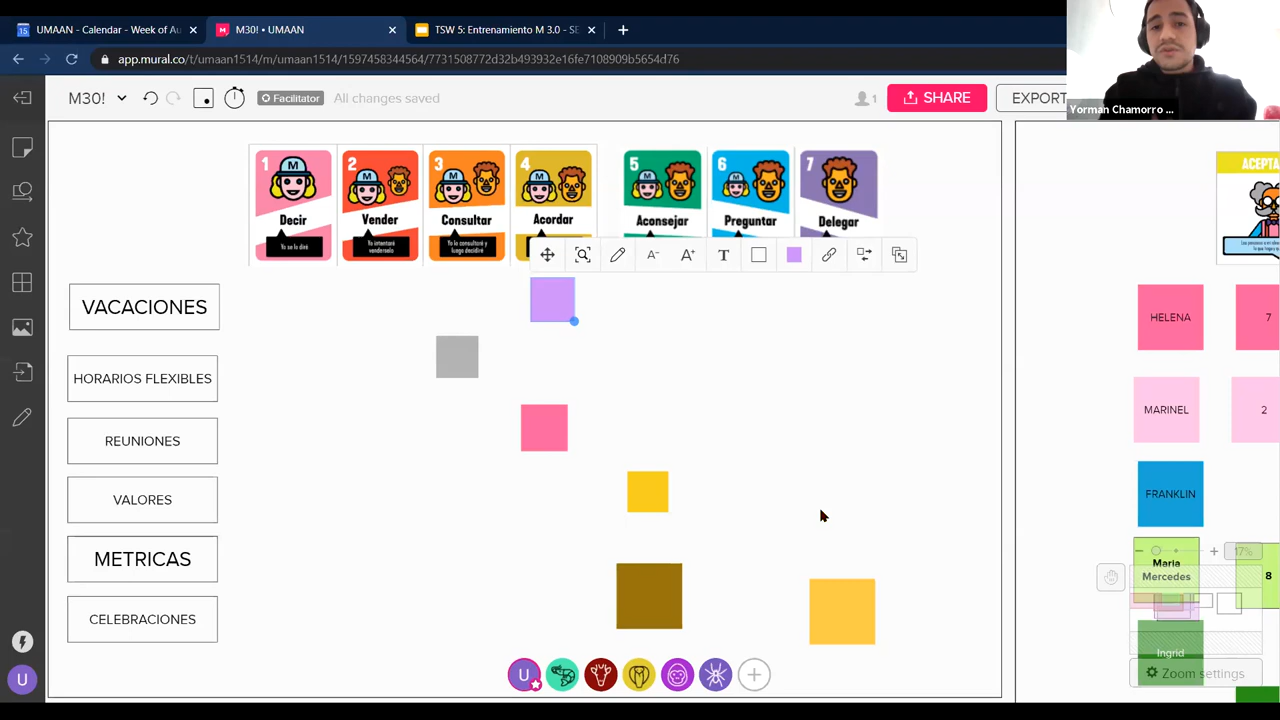 UMAAN - Calendar - Week of Au
M30! • UMAAN
TSW 5: Entrenamiento M 3.0 - SE
app.mural.co/t/umaan1514/m/umaan1514/1597458344564/7731508772d32b493932e16fe7108909b5654d76
M30!
Facilitator
All changes saved
1
SHARE
EXPORT
Yorman Chamorro ...
1
M
Decir
Yo se lo diré
2
M
Vender
Yo intentaré
venderselo
3
M
Consultar
Yo lo consultaré y
luego decidiré
4
M
Acordar
5
M
Aconsejar
6
M
Preguntar
7
Delegar
ACEPTA
A-
A+
T
VACACIONES
HORARIOS FLEXIBLES
REUNIONES
VALORES
METRICAS
CELEBRACIONES
HELENA
7
MARINEL
2
FRANKLIN
17%
Maria
Mercedes
8
Ingrid
Zoom settings
U
U